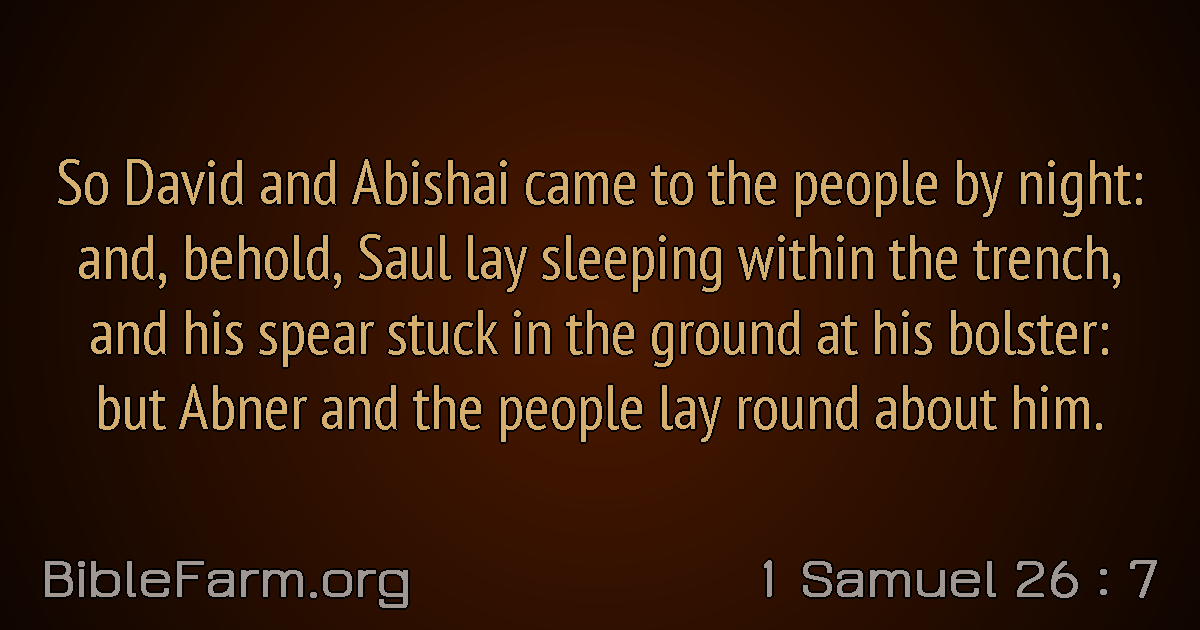 So David and Abishai came to the people by night:
and, behold, Saul lay sleeping within the trench,
and his spear stuck in the ground at his bolster:
but Abner and the people lay round about him.
BibleFarm.org
1 Samuel 26 : 7